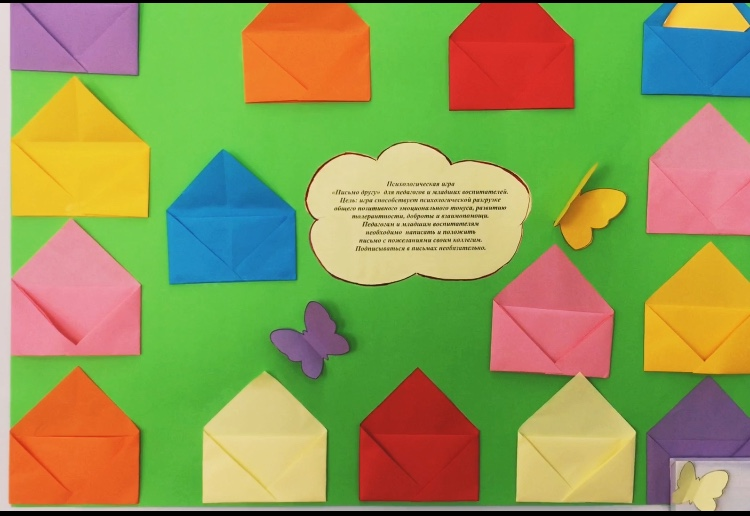 Психологическая игра
«Письмо другу» для педагогов и младших воспитателей.
Цель: игра способствует психологической разгрузке
общего позитивного эмоционального тонуса, развитию
толерантности, доброты и взаимопомощи.
Педагогам и младшим воспитателям
необходимо написать и положить
письмо с пожеланиями своим коллегам.
Подписываться в письмах необязательно.